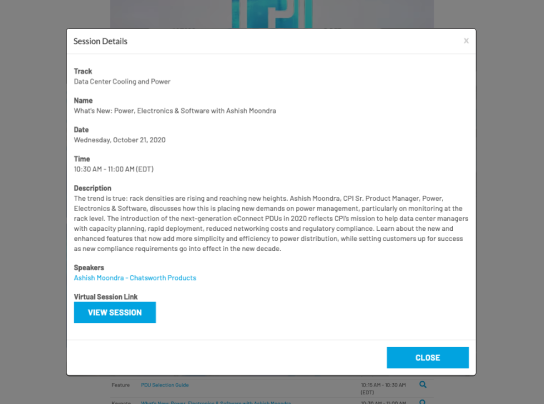 Session Details
x
Track
Data Center Cooling and Power
Name
What's New: Power, Electronics & Software with Ashish Moondra
Date
Wednesday, October 21, 2020
Time
10:30 AM - 11:00 AM (EDT)
Description
The trend is true: rack densities are rising and reaching new heights. Ashish Moondra, CPI Sr. Product Manager, Power,
Electronics & Software, discusses how this is placing new demands on power management, particularly on monitoring at the
rack level. The introduction of the next-generation eConnect PDUs in 2020 reflects CPI's mission to help data center managers
with capacity planning, rapid deployment, reduced networking costs and regulatory compliance. Learn about the new and
enhanced features that now add more simplicity and efficiency to power distribution, while setting customers up for success
as new compliance requirements go into effect in the new decade.
Speakers
Ashish Moondra - Chatsworth Products
Virtual Session Link
VIEW SESSION
CLOSE
Feature PDU Selection Guide 10:15 AM - 10:30 AM
(EDT)